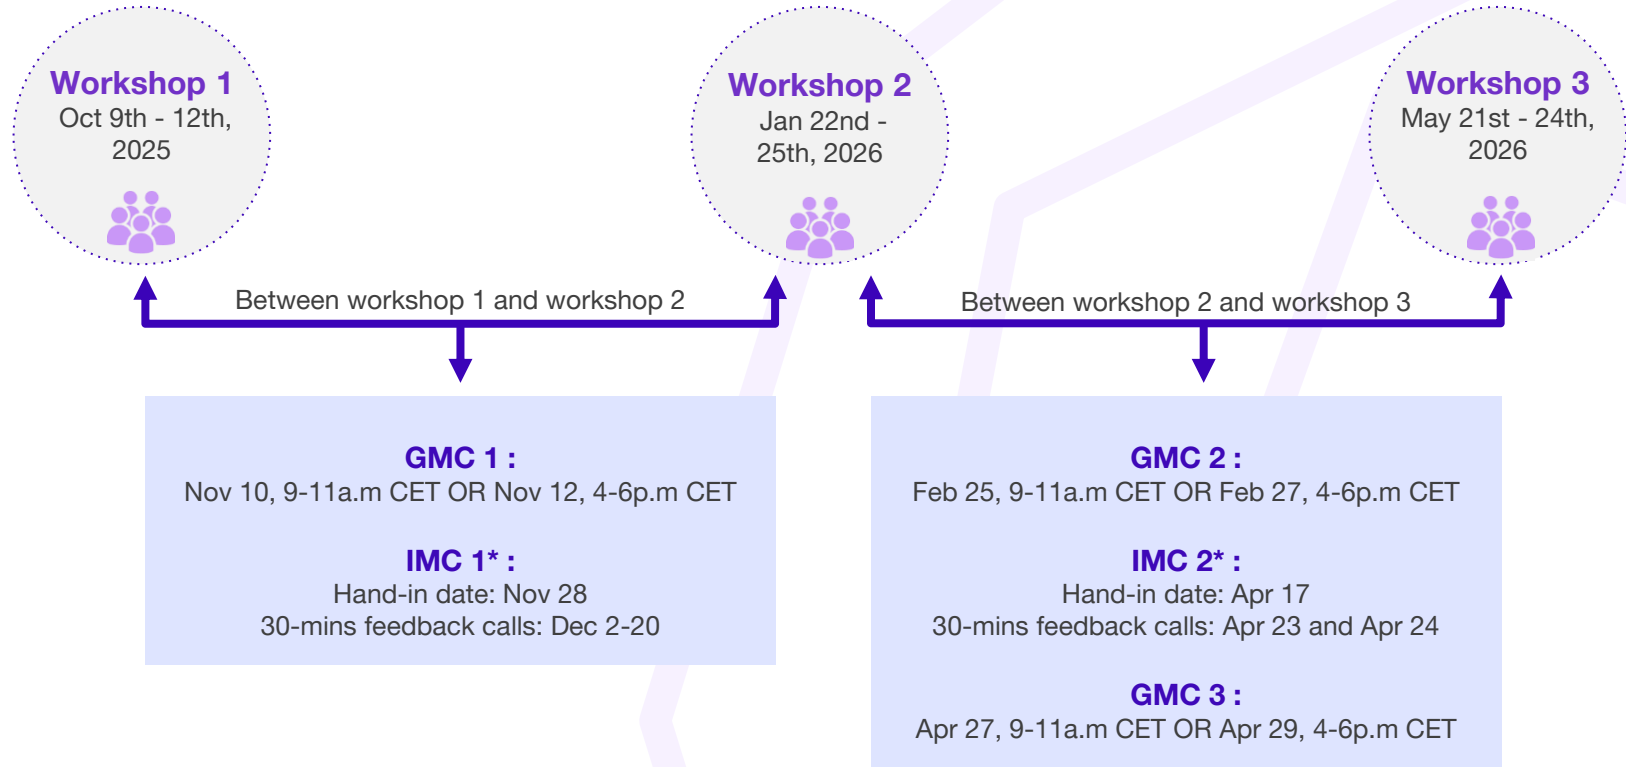 Workshop 1
Oct 9th - 12th,
2025
Workshop 2
Jan 22nd -
25th, 2026
Workshop 3
May 21st - 24th,
2026
Between workshop 1 and workshop 2
Between workshop 2 and workshop 3
GMC 1 :
Nov 10, 9-11a.m CET OR Nov 12, 4-6p.m CET
IMC 1* :
Hand-in date: Nov 28
30-mins feedback calls: Dec 2-20
GMC 2 :
Feb 25, 9-11a.m CET OR Feb 27, 4-6p.m CET
IMC 2* :
Hand-in date: Apr 17
30-mins feedback calls: Apr 23 and Apr 24
GMC 3 :
Apr 27, 9-11a.m CET OR Apr 29, 4-6p.m CET